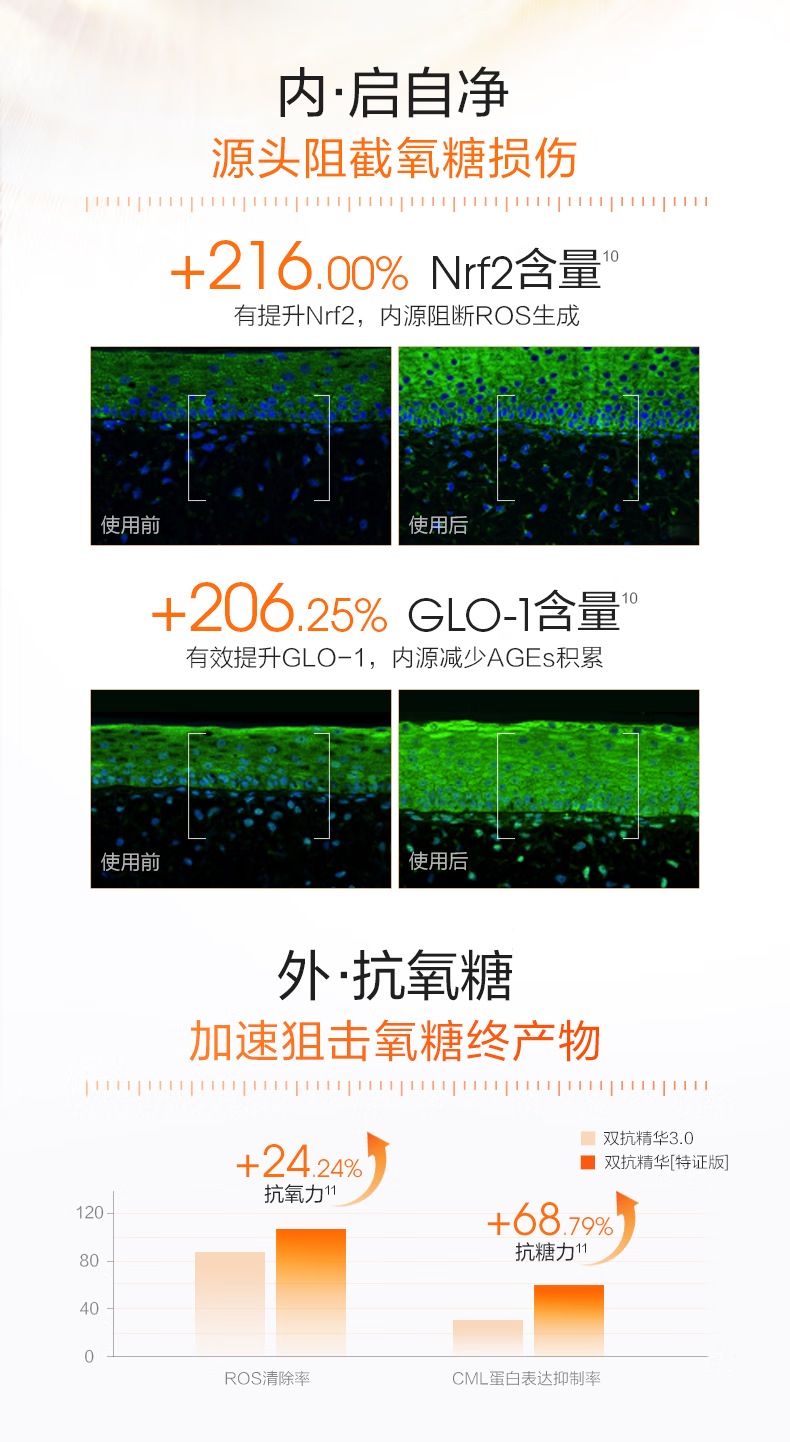 内·启自净
源头阻截氧糖损伤
+216.00% Nrf2含量10
有提升Nrf2，内源阻断ROS生成
使用前
使用后
+206.25% GLO-1含量10
有效提升GLO-1，内源减少AGEs积累
使用前
使用后
外·抗氧糖
加速狙击氧糖终产物
双抗精华3.0
双抗精华[特证版]
+24.24%
抗氧力11
+68.79%
抗糖力11
120
80
40
0
ROS清除率
CML蛋白表达抑制率